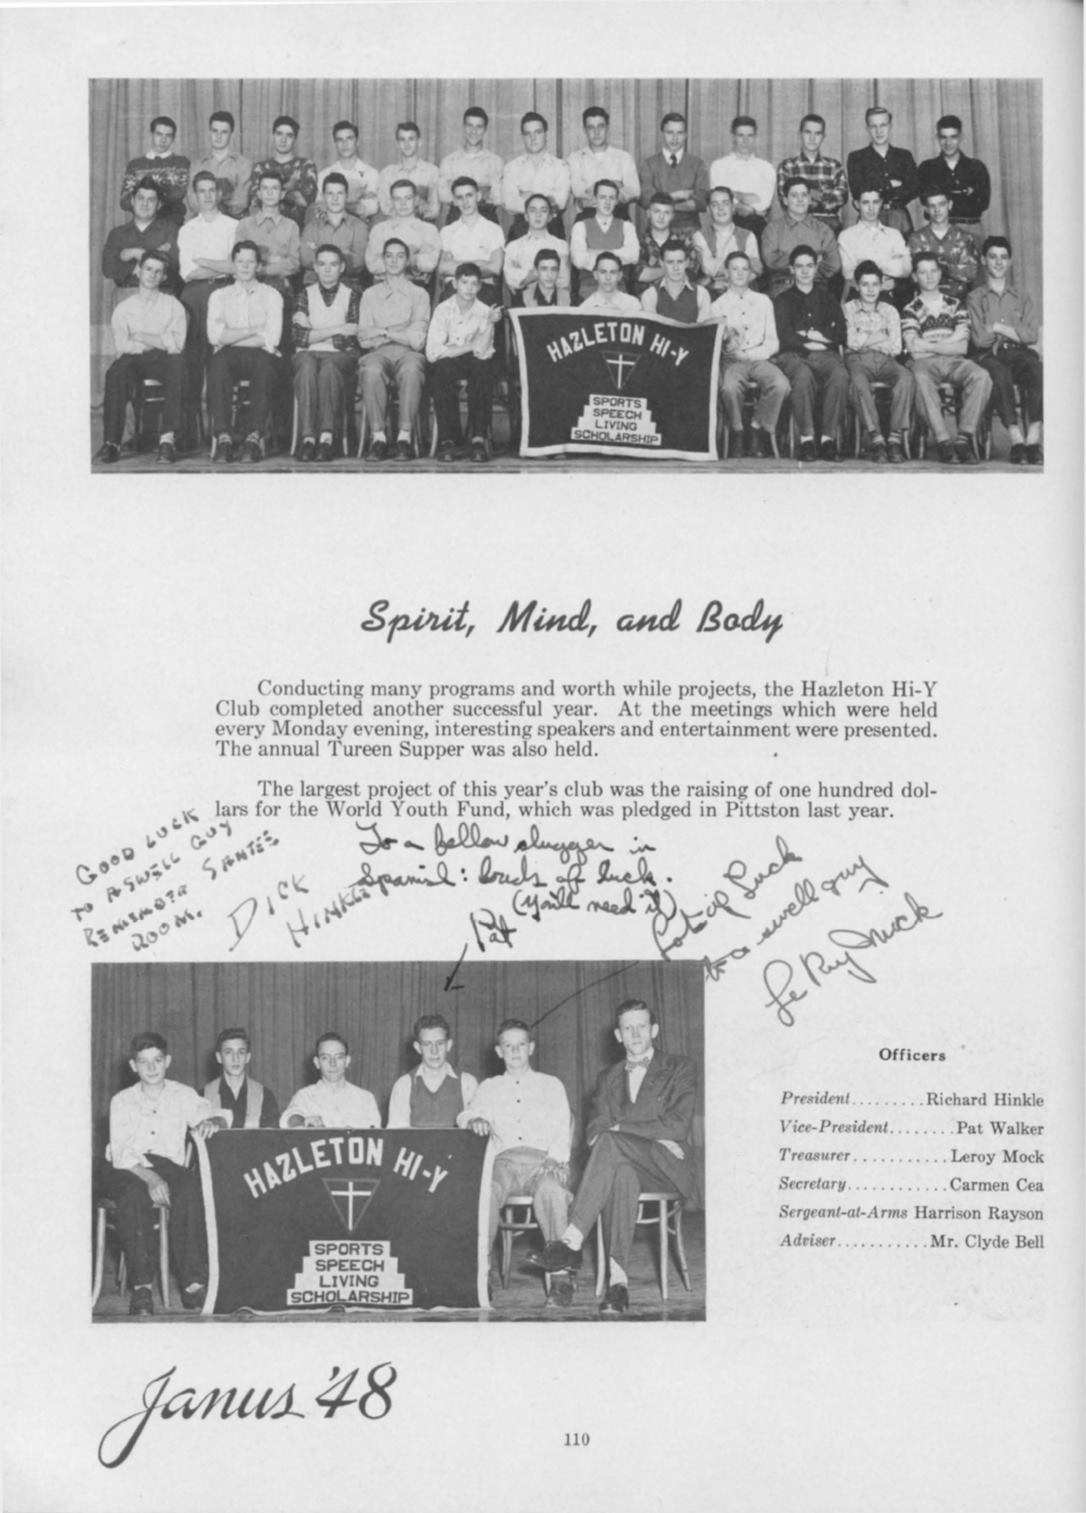 HAZLETON HI-Y
SPORTS
SPEECH
LIVING
SCHOLARSHIP
Spirit, Mind, and Body
Conducting many programs and worth while projects, the Hazleton Hi-Y
Club completed another successful year. At the meetings which were held
every Monday evening, interesting speakers and entertainment were presented.
The annual Tureen Supper was also held.
The largest project of this year's club was the raising of one hundred dol-
lars for the World Youth Fund, which was pledged in Pittston last year.
GOOD LUCK
TO A SWELL GUY
REMEMBER SANTEE
ROOM.
DICK
HINKLE
To a fellow slugger in
Spanish: loads of luck.
(You'll need it)
Pat
Lots of Luck
to a swell guy
Le Roy Mock
HAZLETON HI-Y
SPORTS
SPEECH
LIVING
SCHOLARSHIP
Officers
President.........Richard Hinkle
Vice-President........Pat Walker
Treasurer...........Leroy Mock
Secretary............Carmen Cea
Sergeant-at-Arms Harrison Rayson
Adviser...........Mr. Clyde Bell
Janus '48
110